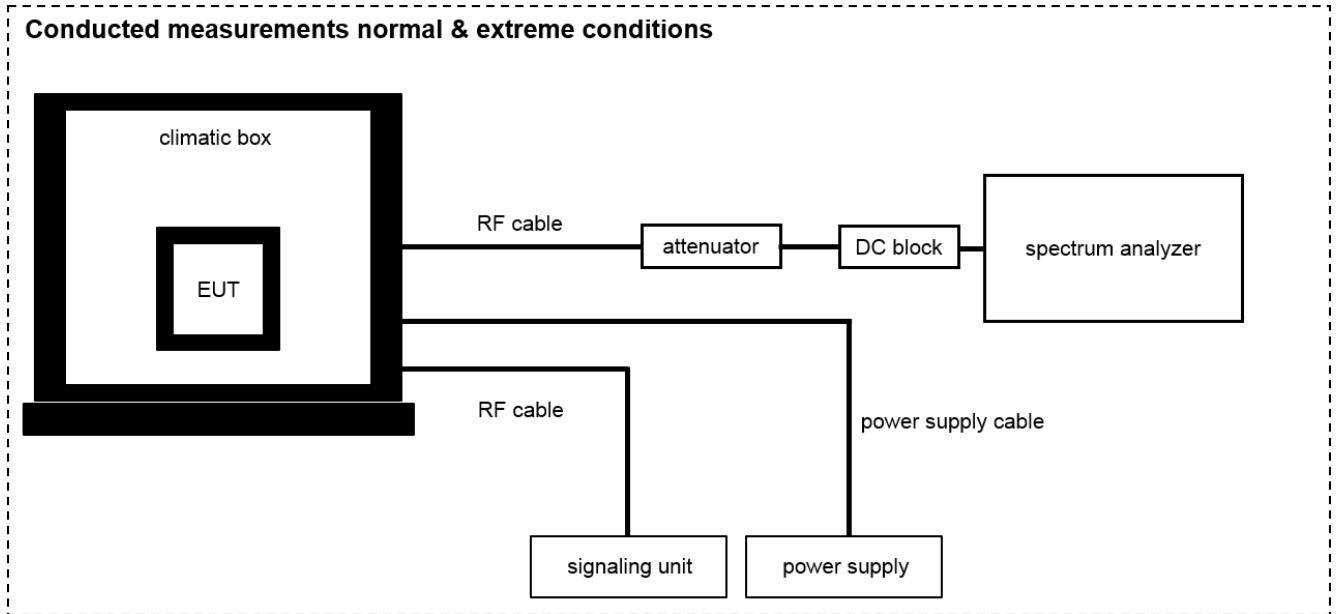 Conducted measurements normal & extreme conditions
climatic box
RF cable
attenuator
DC block
spectrum analyzer
EUT
RF cable
power supply cable
signaling unit
power supply